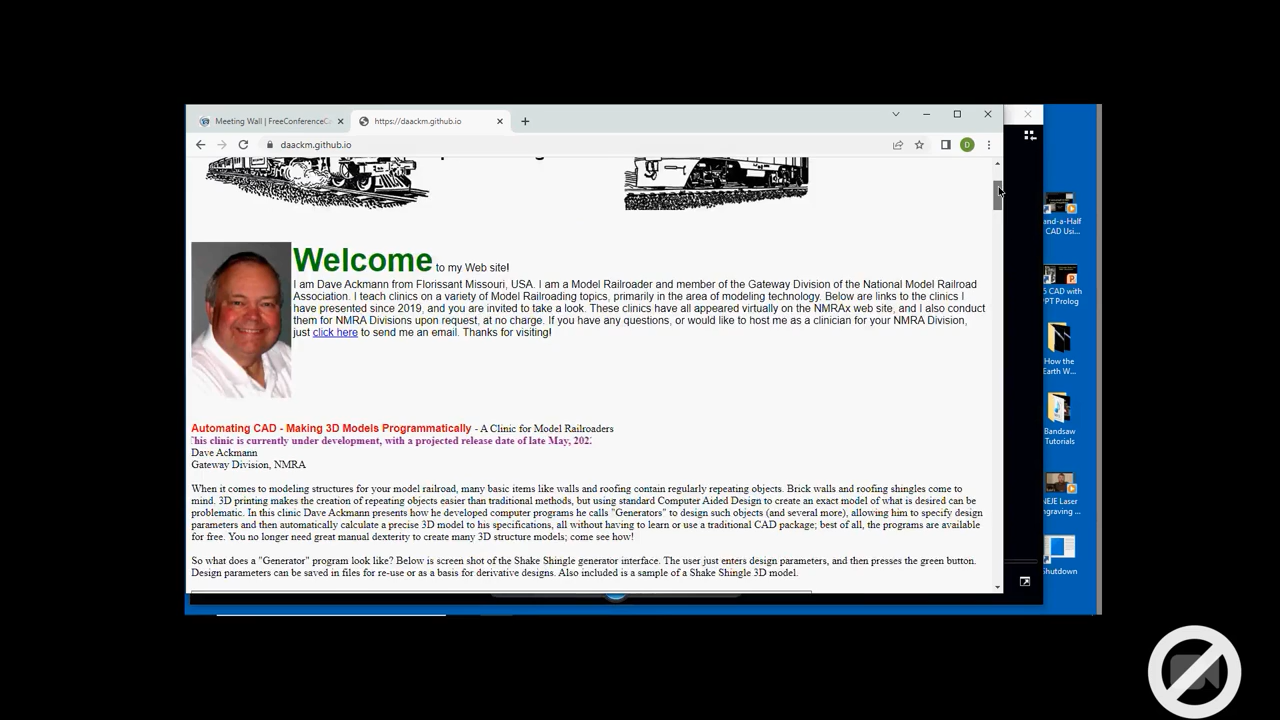 Meeting Wall | FreeConferenceC
https://daackm.github.io
daackm.github.io
D
Welcome to my Web site!
I am Dave Ackmann from Florissant Missouri, USA. I am a Model Railroader and member of the Gateway Division of the National Model Railroad
Association. I teach clinics on a variety of Model Railroading topics, primarily in the area of modeling technology. Below are links to the clinics I
have presented since 2019, and you are invited to take a look. These clinics have all appeared virtually on the NMRAx web site, and I also conduct
them for NMRA Divisions upon request, at no charge. If you have any questions, or would like to host me as a clinician for your NMRA Division,
just click here to send me an email. Thanks for visiting!
Automating CAD - Making 3D Models Programmatically - A Clinic for Model Railroaders
his clinic is currently under development, with a projected release date of late May, 202
Dave Ackmann
Gateway Division, NMRA
When it comes to modeling structures for your model railroad, many basic items like walls and roofing contain regularly repeating objects. Brick walls and roofing shingles come to
mind. 3D printing makes the creation of repeating objects easier than traditional methods, but using standard Computer Aided Design to create an exact model of what is desired can be
problematic. In this clinic Dave Ackmann presents how he developed computer programs he calls "Generators" to design such objects (and several more), allowing him to specify design
parameters and then automatically calculate a precise 3D model to his specifications, all without having to learn or use a traditional CAD package; best of all, the programs are available
for free. You no longer need great manual dexterity to create many 3D structure models; come see how!
So what does a "Generator" program look like? Below is screen shot of the Shake Shingle generator interface. The user just enters design parameters, and then presses the green button.
Design parameters can be saved in files for re-use or as a basis for derivative designs. Also included is a sample of a Shake Shingle 3D model.
and-a-Half
CAD Usi...
CAD with
PPT Prolog
How the
Earth W...
Bandsaw
Tutorials
NEJE Laser
ngraving ...
Shutdown